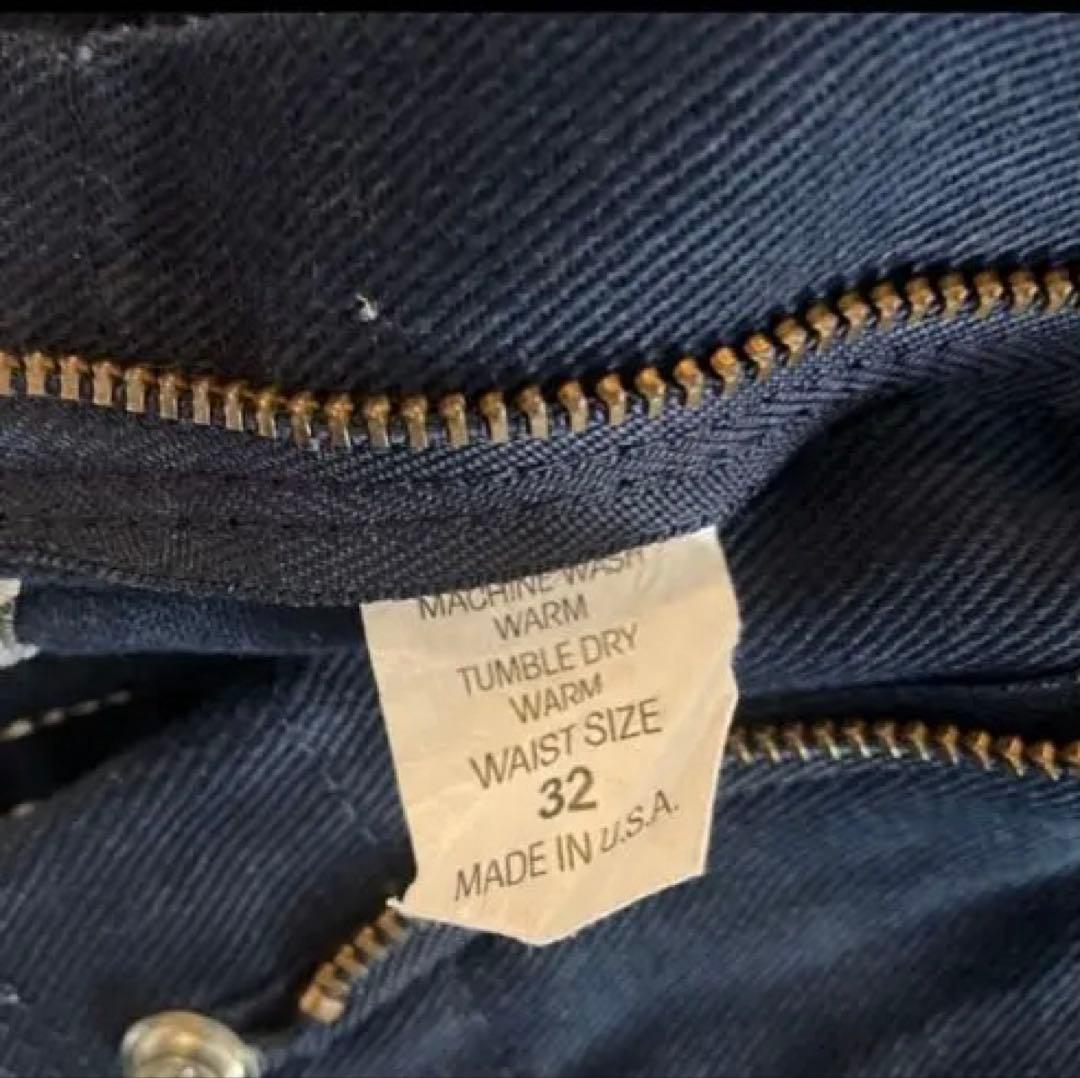 MACHINE WASH
WARM
TUMBLE DRY
WARM
WAIST SIZE
32
MADE IN U.S.A.